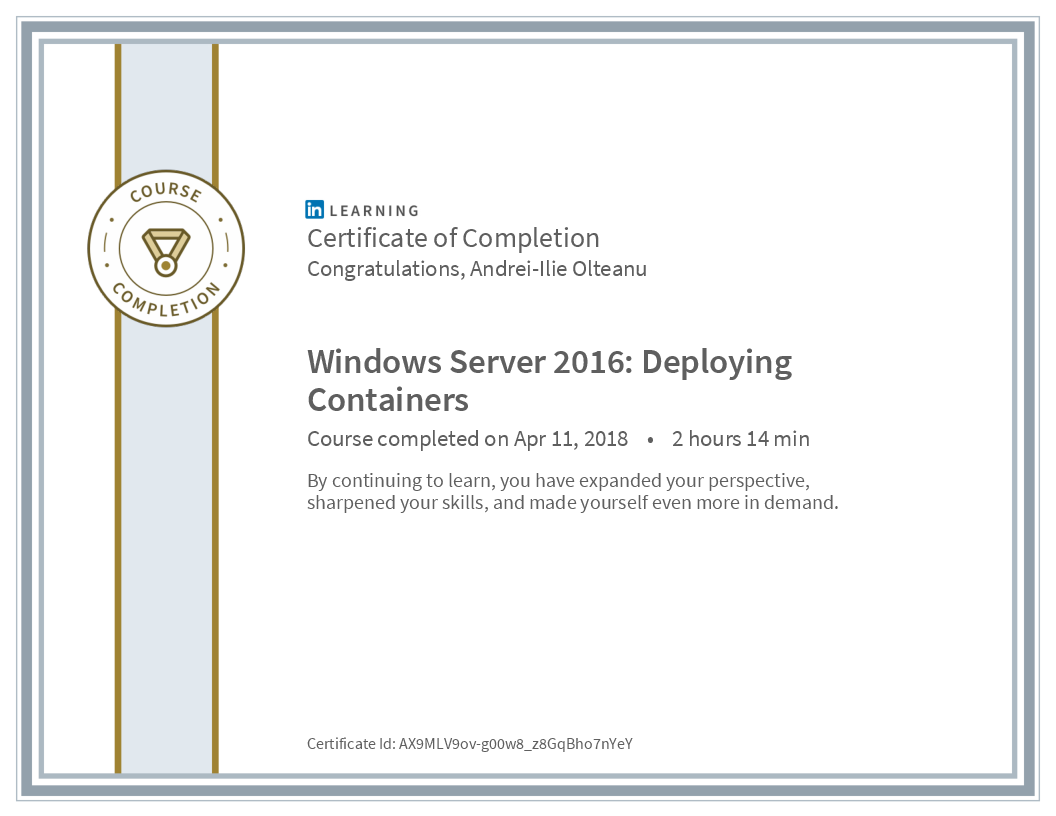 COURSE
COMPLETION
in LEARNING
Certificate of Completion
Congratulations, Andrei-Ilie Olteanu
Windows Server 2016: Deploying
Containers
Course completed on Apr 11, 2018 • 2 hours 14 min
By continuing to learn, you have expanded your perspective,
sharpened your skills, and made yourself even more in demand.
Certificate Id: AX9MLV9ov-g00w8_z8GqBho7nYeY